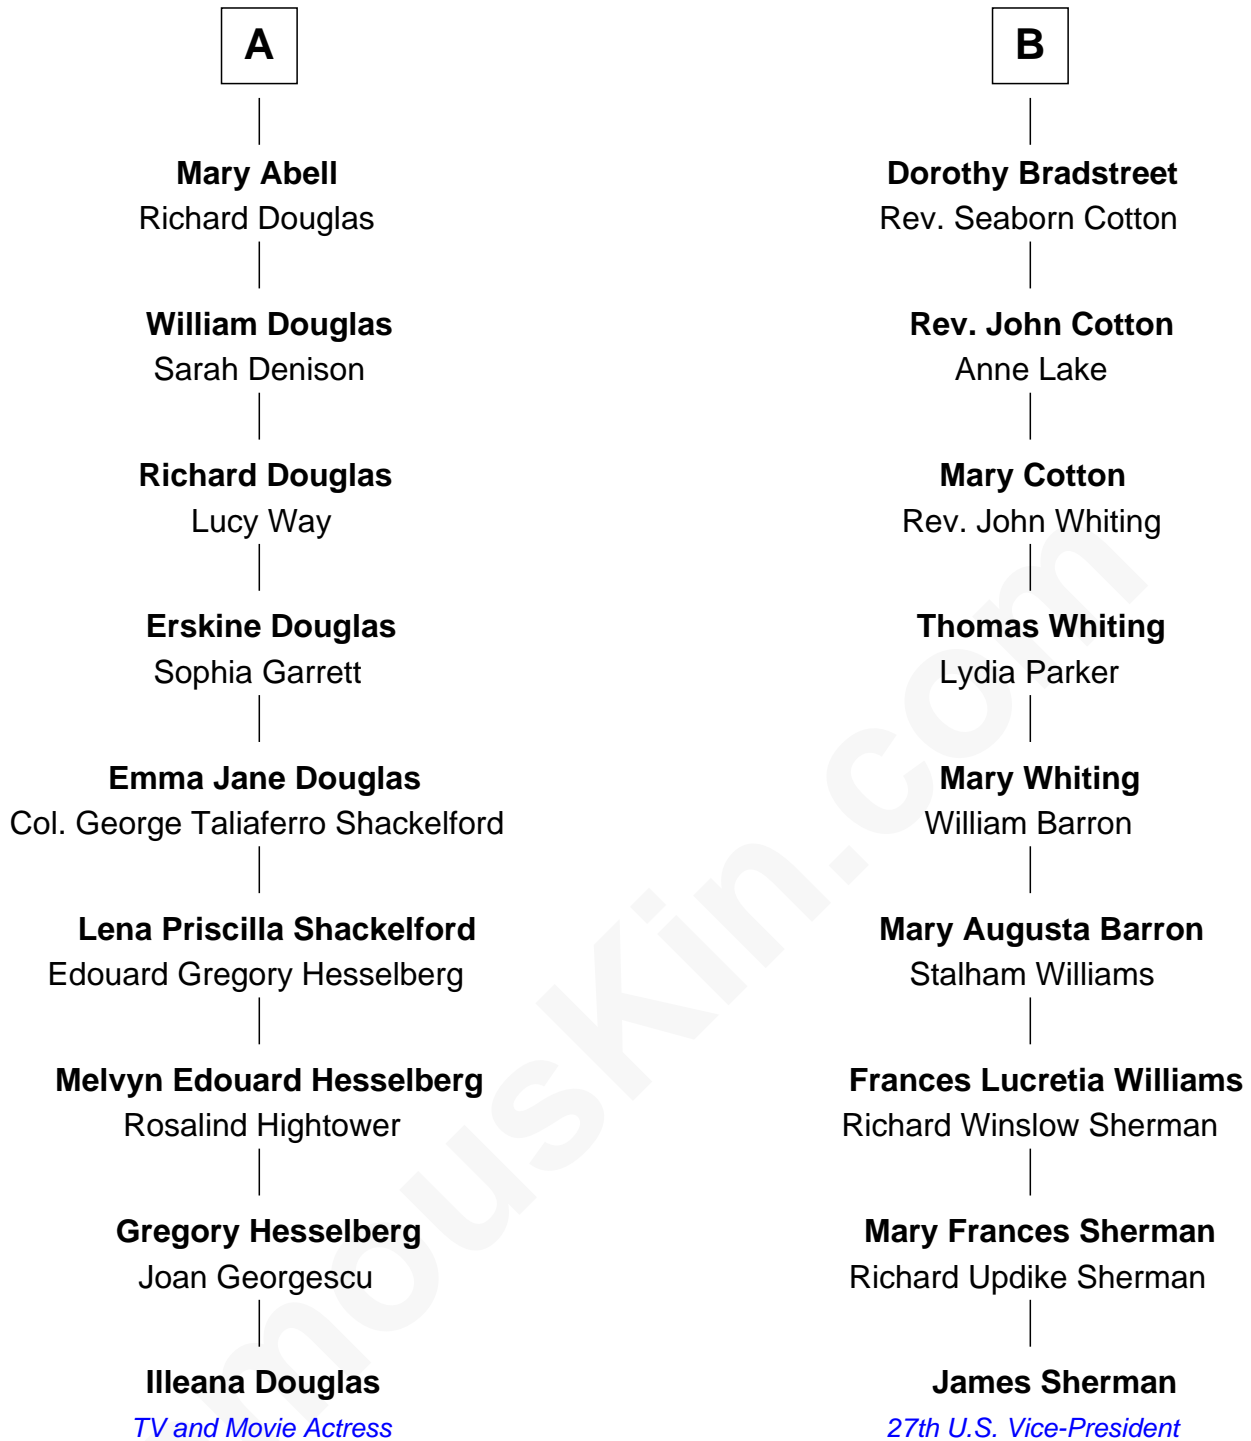 A
Mary Abell
Richard Douglas
William Douglas
Sarah Denison
Richard Douglas
Lucy Way
Erskine Douglas
Sophia Garrett
Emma Jane Douglas
Col. George Taliaferro Shackelford
Lena Priscilla Shackelford
Edouard Gregory Hesselberg
Melvyn Edouard Hesselberg
Rosalind Hightower
Gregory Hesselberg
Joan Georgescu
Illeana Douglas
TV and Movie Actress
B
Dorothy Bradstreet
Rev. Seaborn Cotton
Rev. John Cotton
Anne Lake
Mary Cotton
Rev. John Whiting
Thomas Whiting
Lydia Parker
Mary Whiting
William Barron
Mary Augusta Barron
Stalham Williams
Frances Lucretia Williams
Richard Winslow Sherman
Mary Frances Sherman
Richard Updike Sherman
James Sherman
27th U.S. Vice-President
mousKin.com